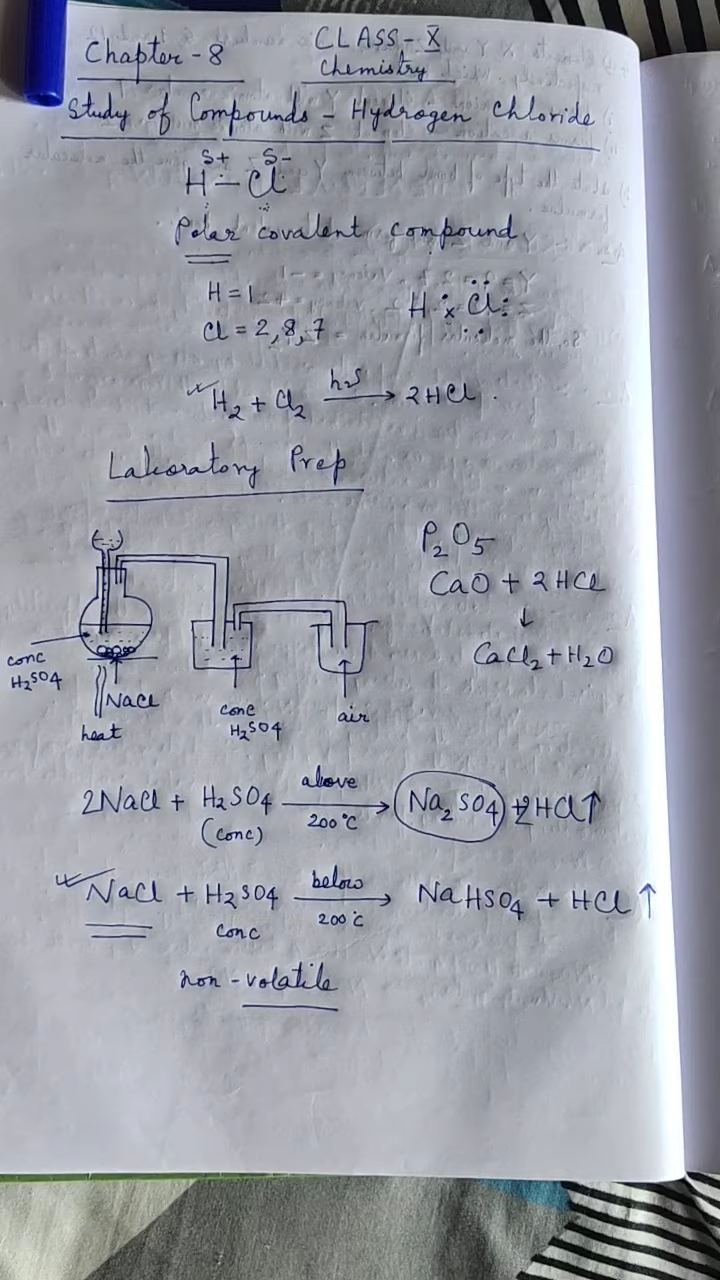 Chapter - 8
CLASS - X
Chemistry
Study of Compounds - Hydrogen Chloride
δ+ δ-
H - Cl
Polar covalent compound
H = 1
Cl = 2, 8, 7
H x Cl
H₂ + Cl₂ hν → 2HCl.
Laboratory Prep
P₂O₅
CaO + 2HCl
↓
CaCl₂ + H₂O
conc
H₂SO₄
NaCl
heat
conc
H₂SO₄
air
2NaCl + H₂SO₄ above 200°C → Na₂SO₄ + 2HCl↑
(conc)
NaCl + H₂SO₄ below 200°C → NaHSO₄ + HCl↑
conc
non-volatile